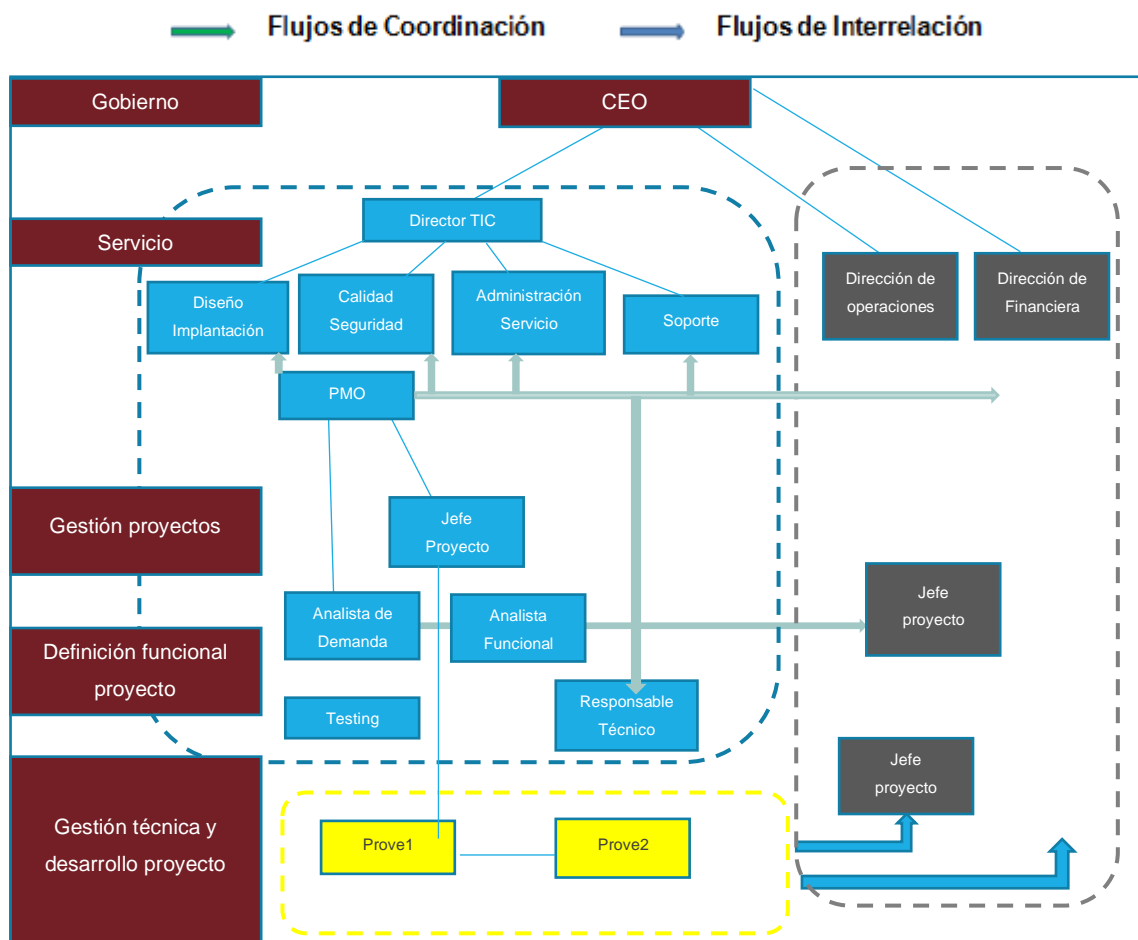 Flujos de Coordinación
Flujos de Interrelación
Gobierno
CEO
Servicio
Director TIC
Diseño
Implantación
Calidad
Seguridad
Administración
Servicio
Soporte
Dirección de
operaciones
Dirección de
Financiera
PMO
Gestión proyectos
Jefe
Proyecto
Analista de
Demanda
Analista
Funcional
Jefe
proyecto
Definición funcional
proyecto
Testing
Responsable
Técnico
Jefe
proyecto
Gestión técnica y
desarrollo proyecto
Prove1
Prove2